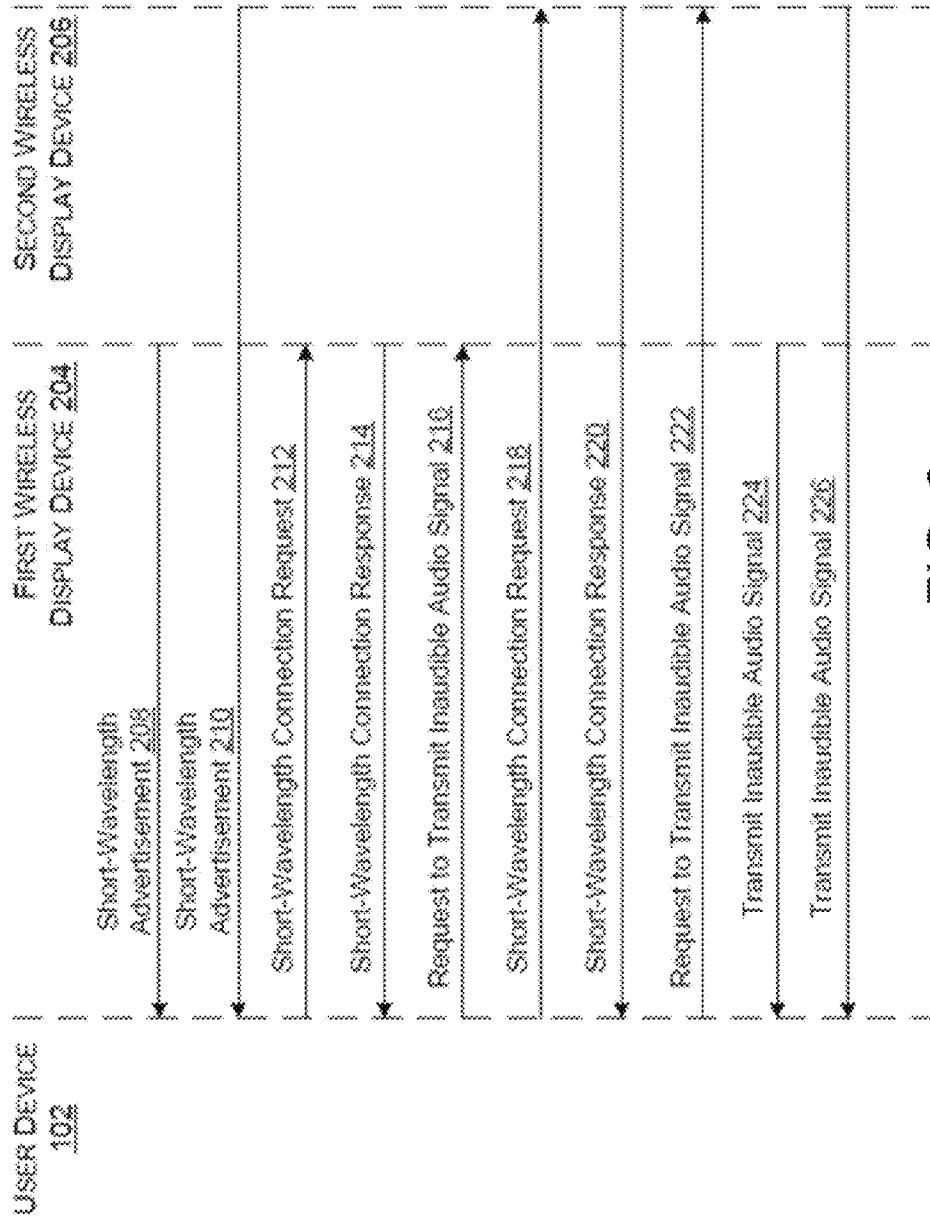 USER DEVICE
102
FIRST WIRELESS
DISPLAY DEVICE 204
SECOND WIRELESS
DISPLAY DEVICE 206
Short-Wavelength
Advertisement 208
Short-Wavelength
Advertisement 210
Short-Wavelength Connection Request 212
Short-Wavelength Connection Response 214
Request to Transmit Inaudible Audio Signal 216
Short-Wavelength Connection Request 218
Short-Wavelength Connection Response 220
Request to Transmit Inaudible Audio Signal 222
Transmit Inaudible Audio Signal 224
Transmit Inaudible Audio Signal 226